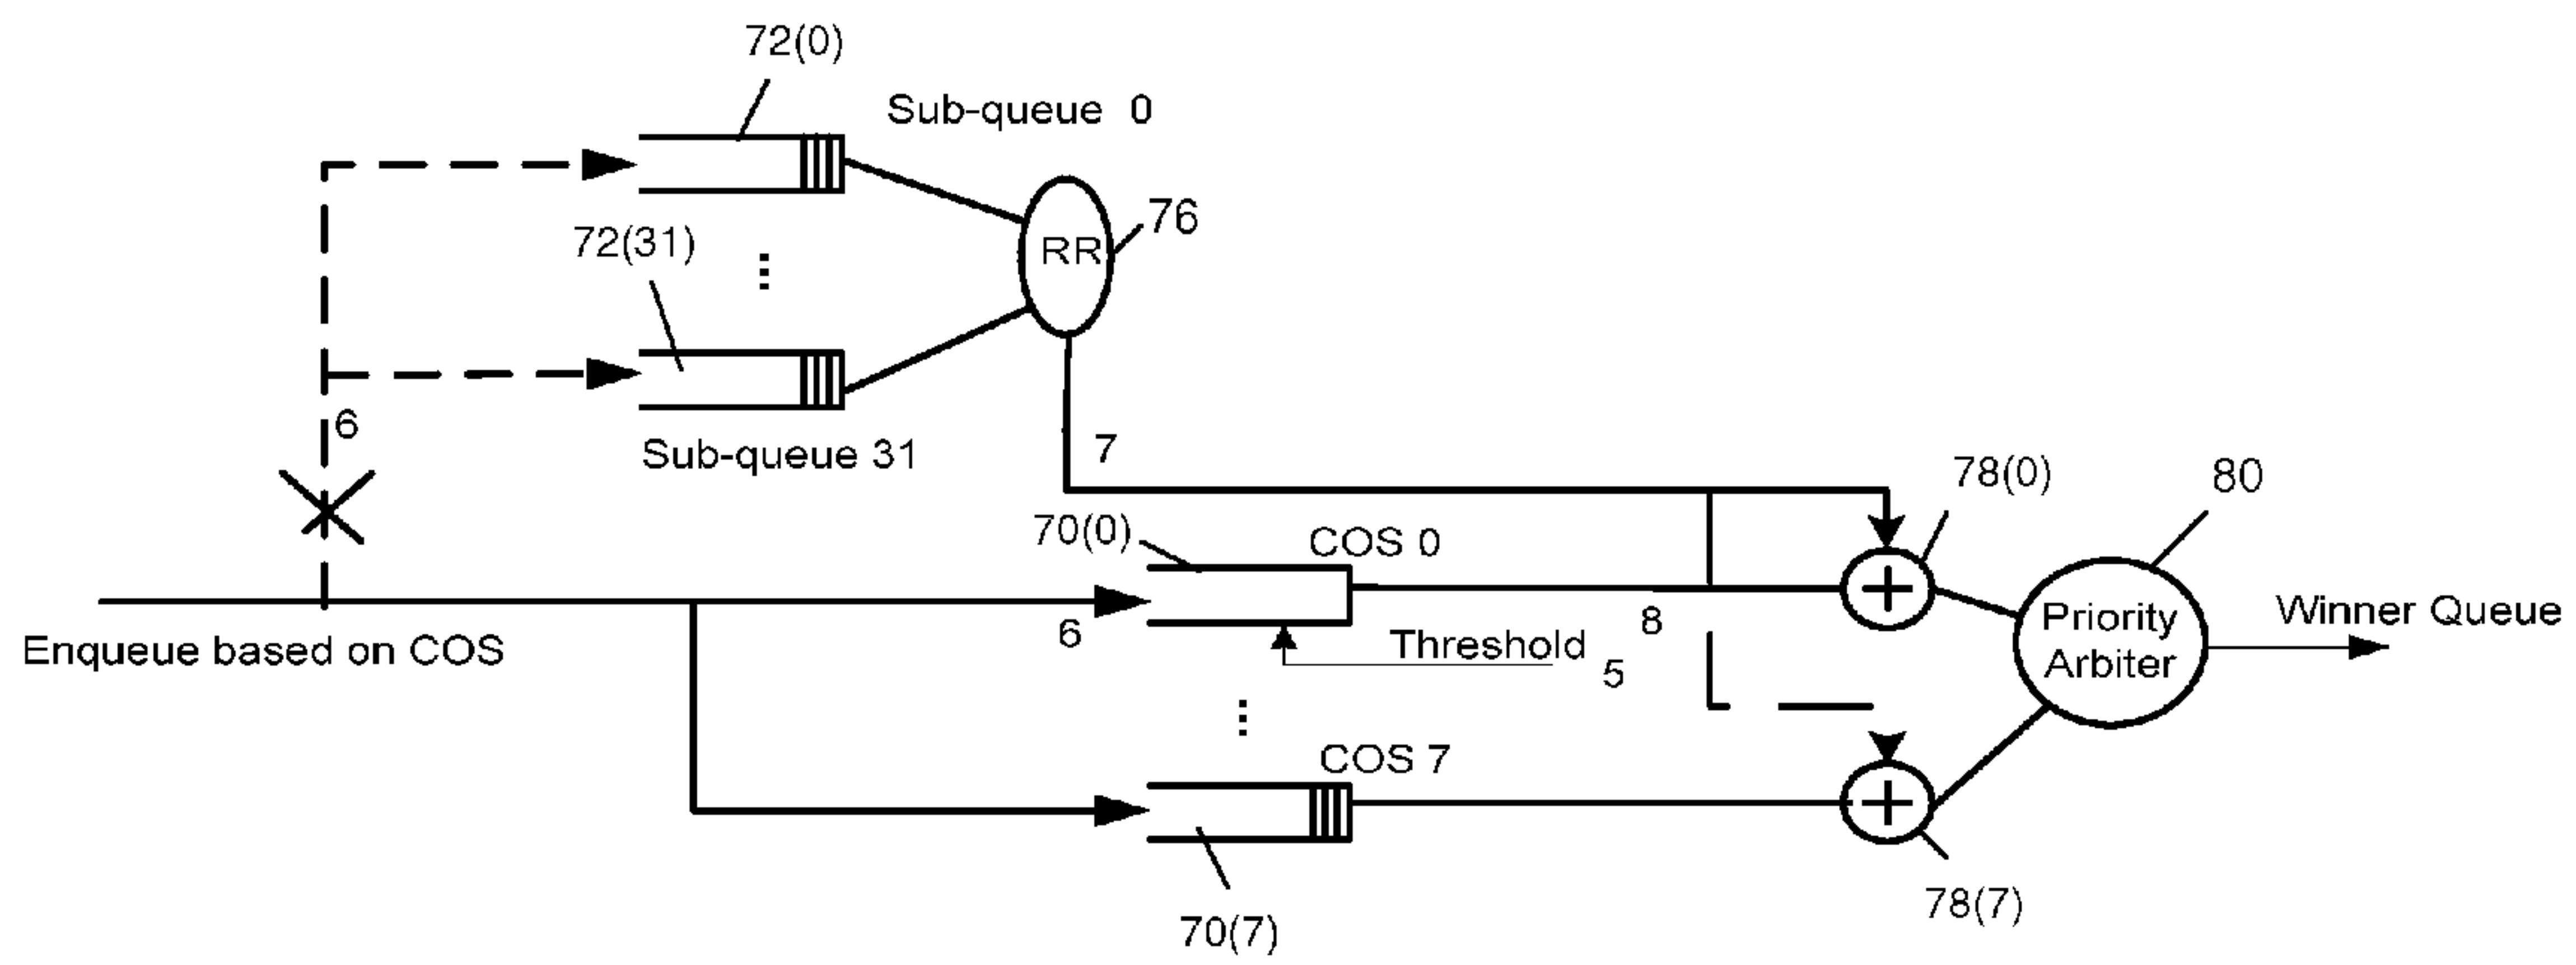 72(0)
Sub-queue 0
76
72(31)
RR
6
Sub-queue 31
7
78(0)
80
70(0)
COS 0
Winner Queue
Priority
Arbiter
6
8
Threshold
5
Enqueue based on COS
COS 7
78(7)
70(7)